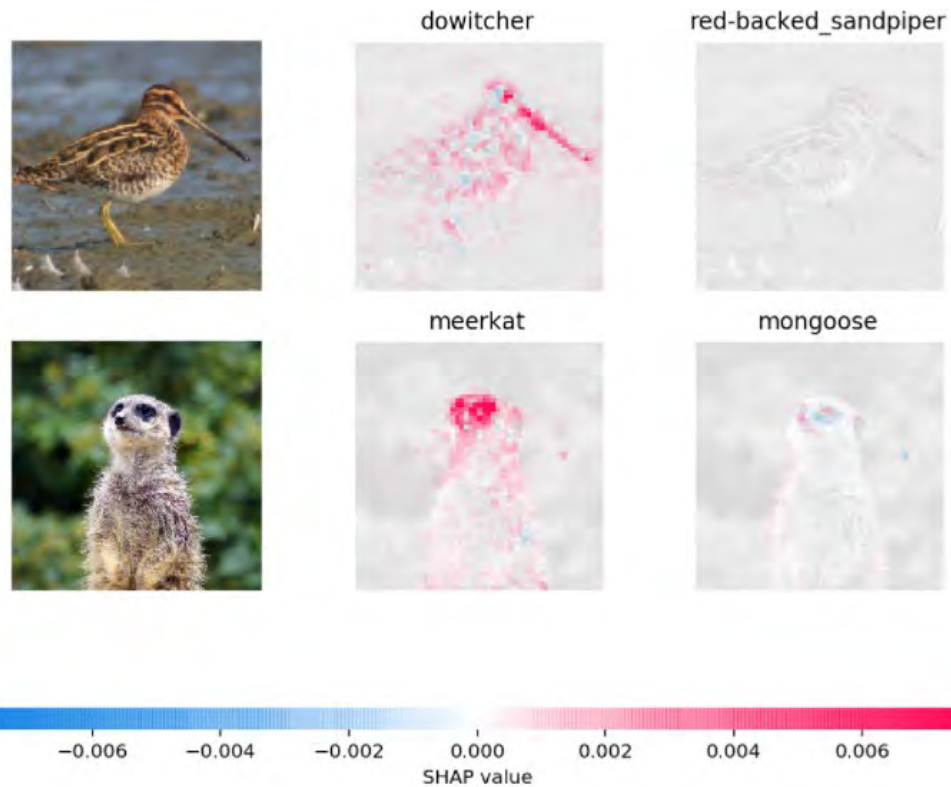 dowitcher red-backed_sandpiper
meerkat mongoose
−0.006 −0.004 −0.002 0.000 0.002 0.004 0.006
SHAP value